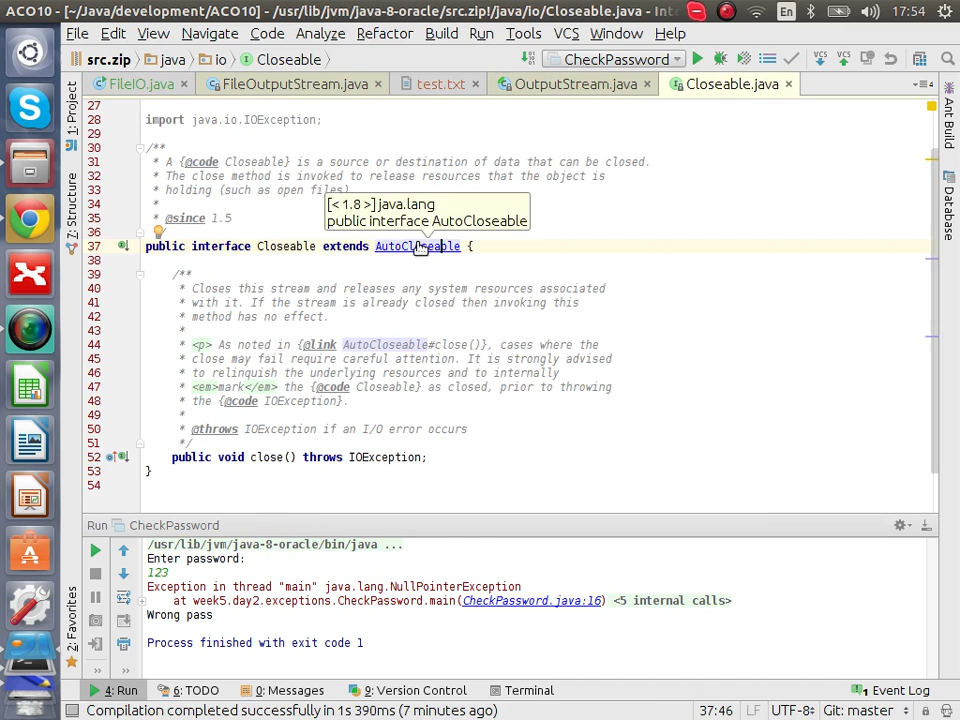 ACO10 - [~/Java/development/ACO10] - /usr/lib/jvm/java-8-oracle/src.zip!/java/io/Closeable.java - Inte
En
17:54
File Edit View Navigate Code Analyze Refactor Build Run Tools VCS Window Help
src.zip java io Closeable
CheckPassword
VCS VCS
FileIO.java FileOutputStream.java test.txt OutputStream.java Closeable.java
1: Project
7: Structure
2: Favorites
Ant Build
Database
27
28 import java.io.IOException;
29
30 /**
31 * A {@code Closeable} is a source or destination of data that can be closed.
32 * The close method is invoked to release resources that the object is
33 * holding (such as open files)
34 *
35 * @since 1.5
36
[< 1.8 >] java.lang
public interface AutoCloseable
37 public interface Closeable extends AutoCloseable {
38
39 /**
40 * Closes this stream and releases any system resources associated
41 * with it. If the stream is already closed then invoking this
42 * method has no effect.
43 *
44 * <p> As noted in {@link AutoCloseable#close()}, cases where the
45 * close may fail require careful attention. It is strongly advised
46 * to relinquish the underlying resources and to internally
47 * <em>mark</em> the {@code Closeable} as closed, prior to throwing
48 * the {@code IOException}.
49 *
50 * @throws IOException if an I/O error occurs
51 */
52 public void close() throws IOException;
53 }
54
Run CheckPassword
/usr/lib/jvm/java-8-oracle/bin/java ...
Enter password:
123
Exception in thread "main" java.lang.NullPointerException
at week5.day2.exceptions.CheckPassword.main(CheckPassword.java:16) <5 internal calls>
Wrong pass
Process finished with exit code 1
4: Run 6: TODO 0: Messages 9: Version Control Terminal 1 Event Log
Compilation completed successfully in 1s 390ms (7 minutes ago) 37:46 LF UTF-8 Git: master